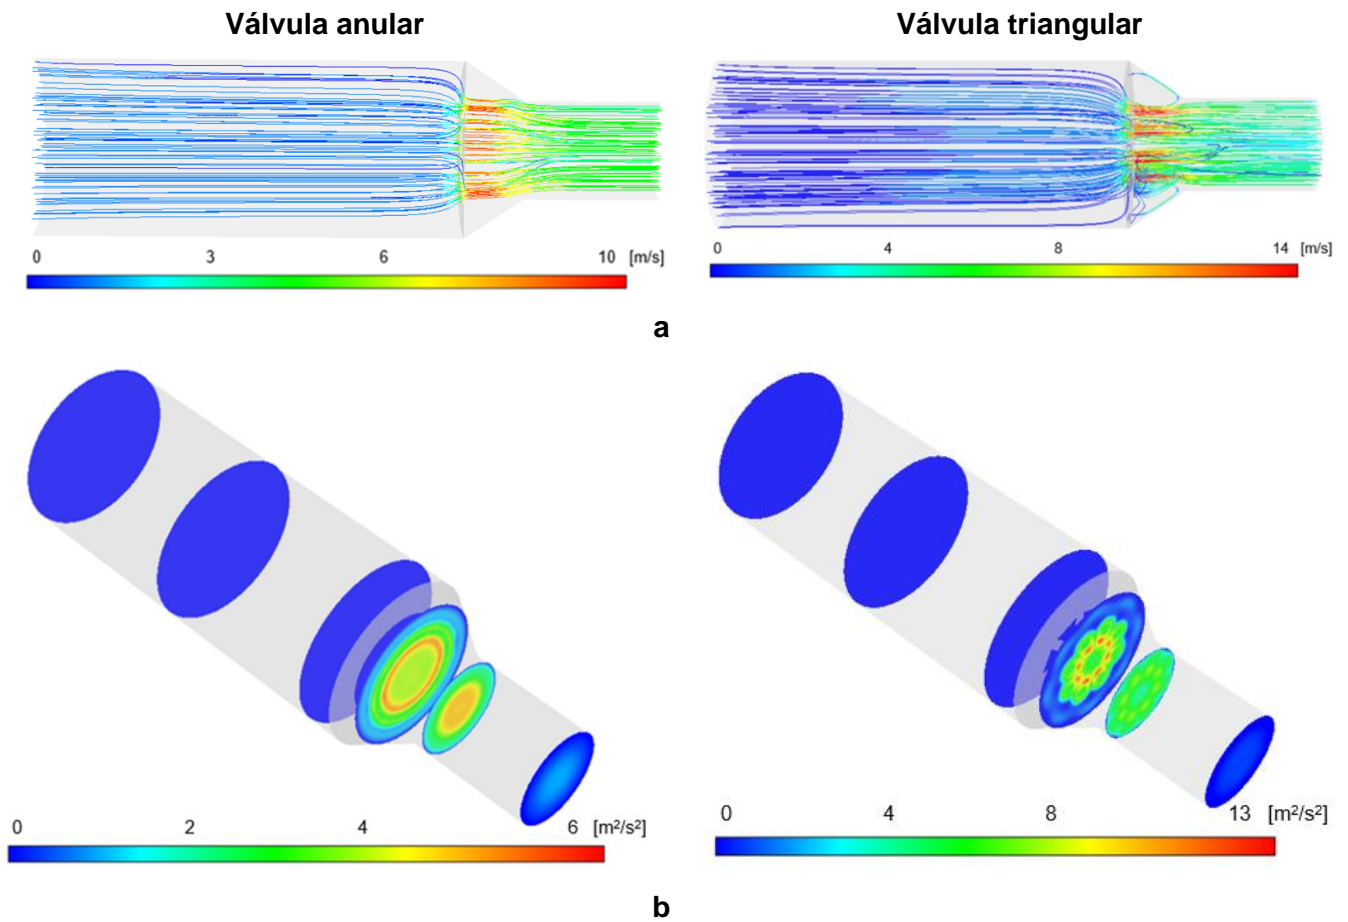 Válvula anular
Válvula triangular
0 3 6 10 [m/s]
0 4 8 14 [m/s]
a
0 2 4 6 [m²/s²]
0 4 8 13 [m²/s²]
b